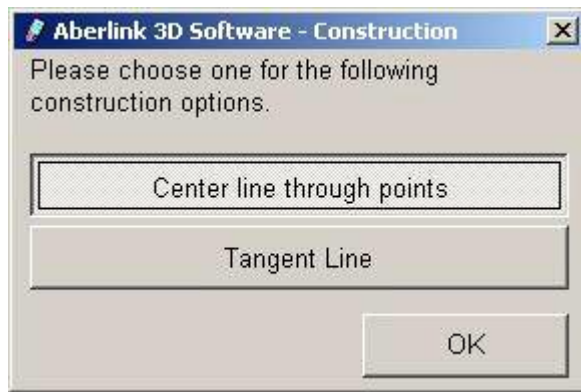 Aberlink 3D Software - Construction
Please choose one for the following
construction options.
Center line through points
Tangent Line
OK